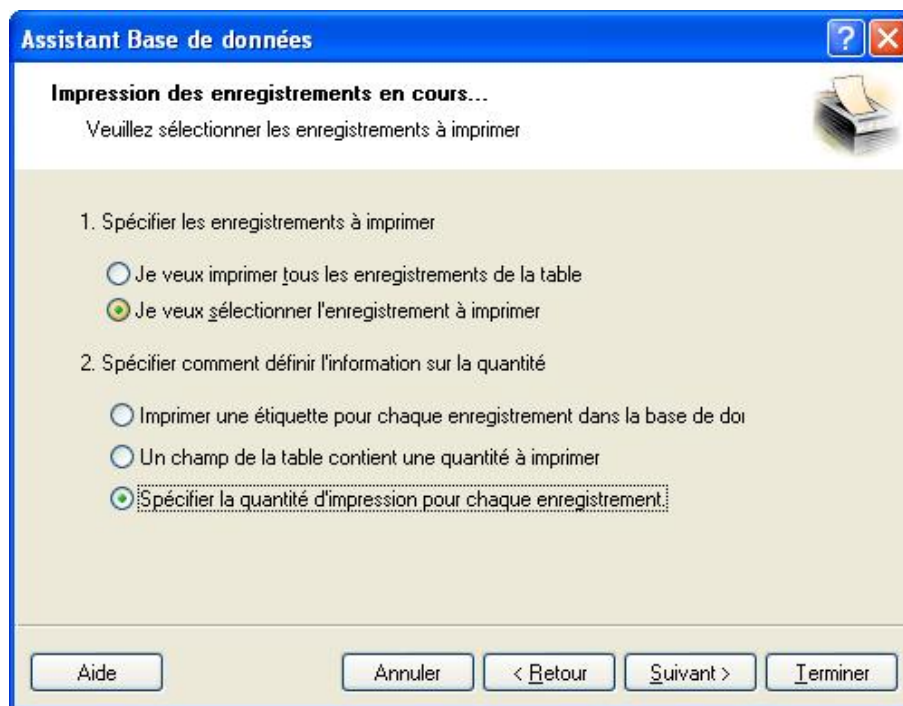 Assistant Base de données
Impression des enregistrements en cours...
Veuillez sélectionner les enregistrements à imprimer
1. Spécifier les enregistrements à imprimer
Je veux imprimer tous les enregistrements de la table
Je veux sélectionner l'enregistrement à imprimer
2. Spécifier comment définir l'information sur la quantité
Imprimer une étiquette pour chaque enregistrement dans la base de
Un champ de la table contient une quantité à imprimer
Spécifier la quantité d'impression pour chaque enregistrement.
Aide
Annuler
< Retour
Suivant >
Terminer